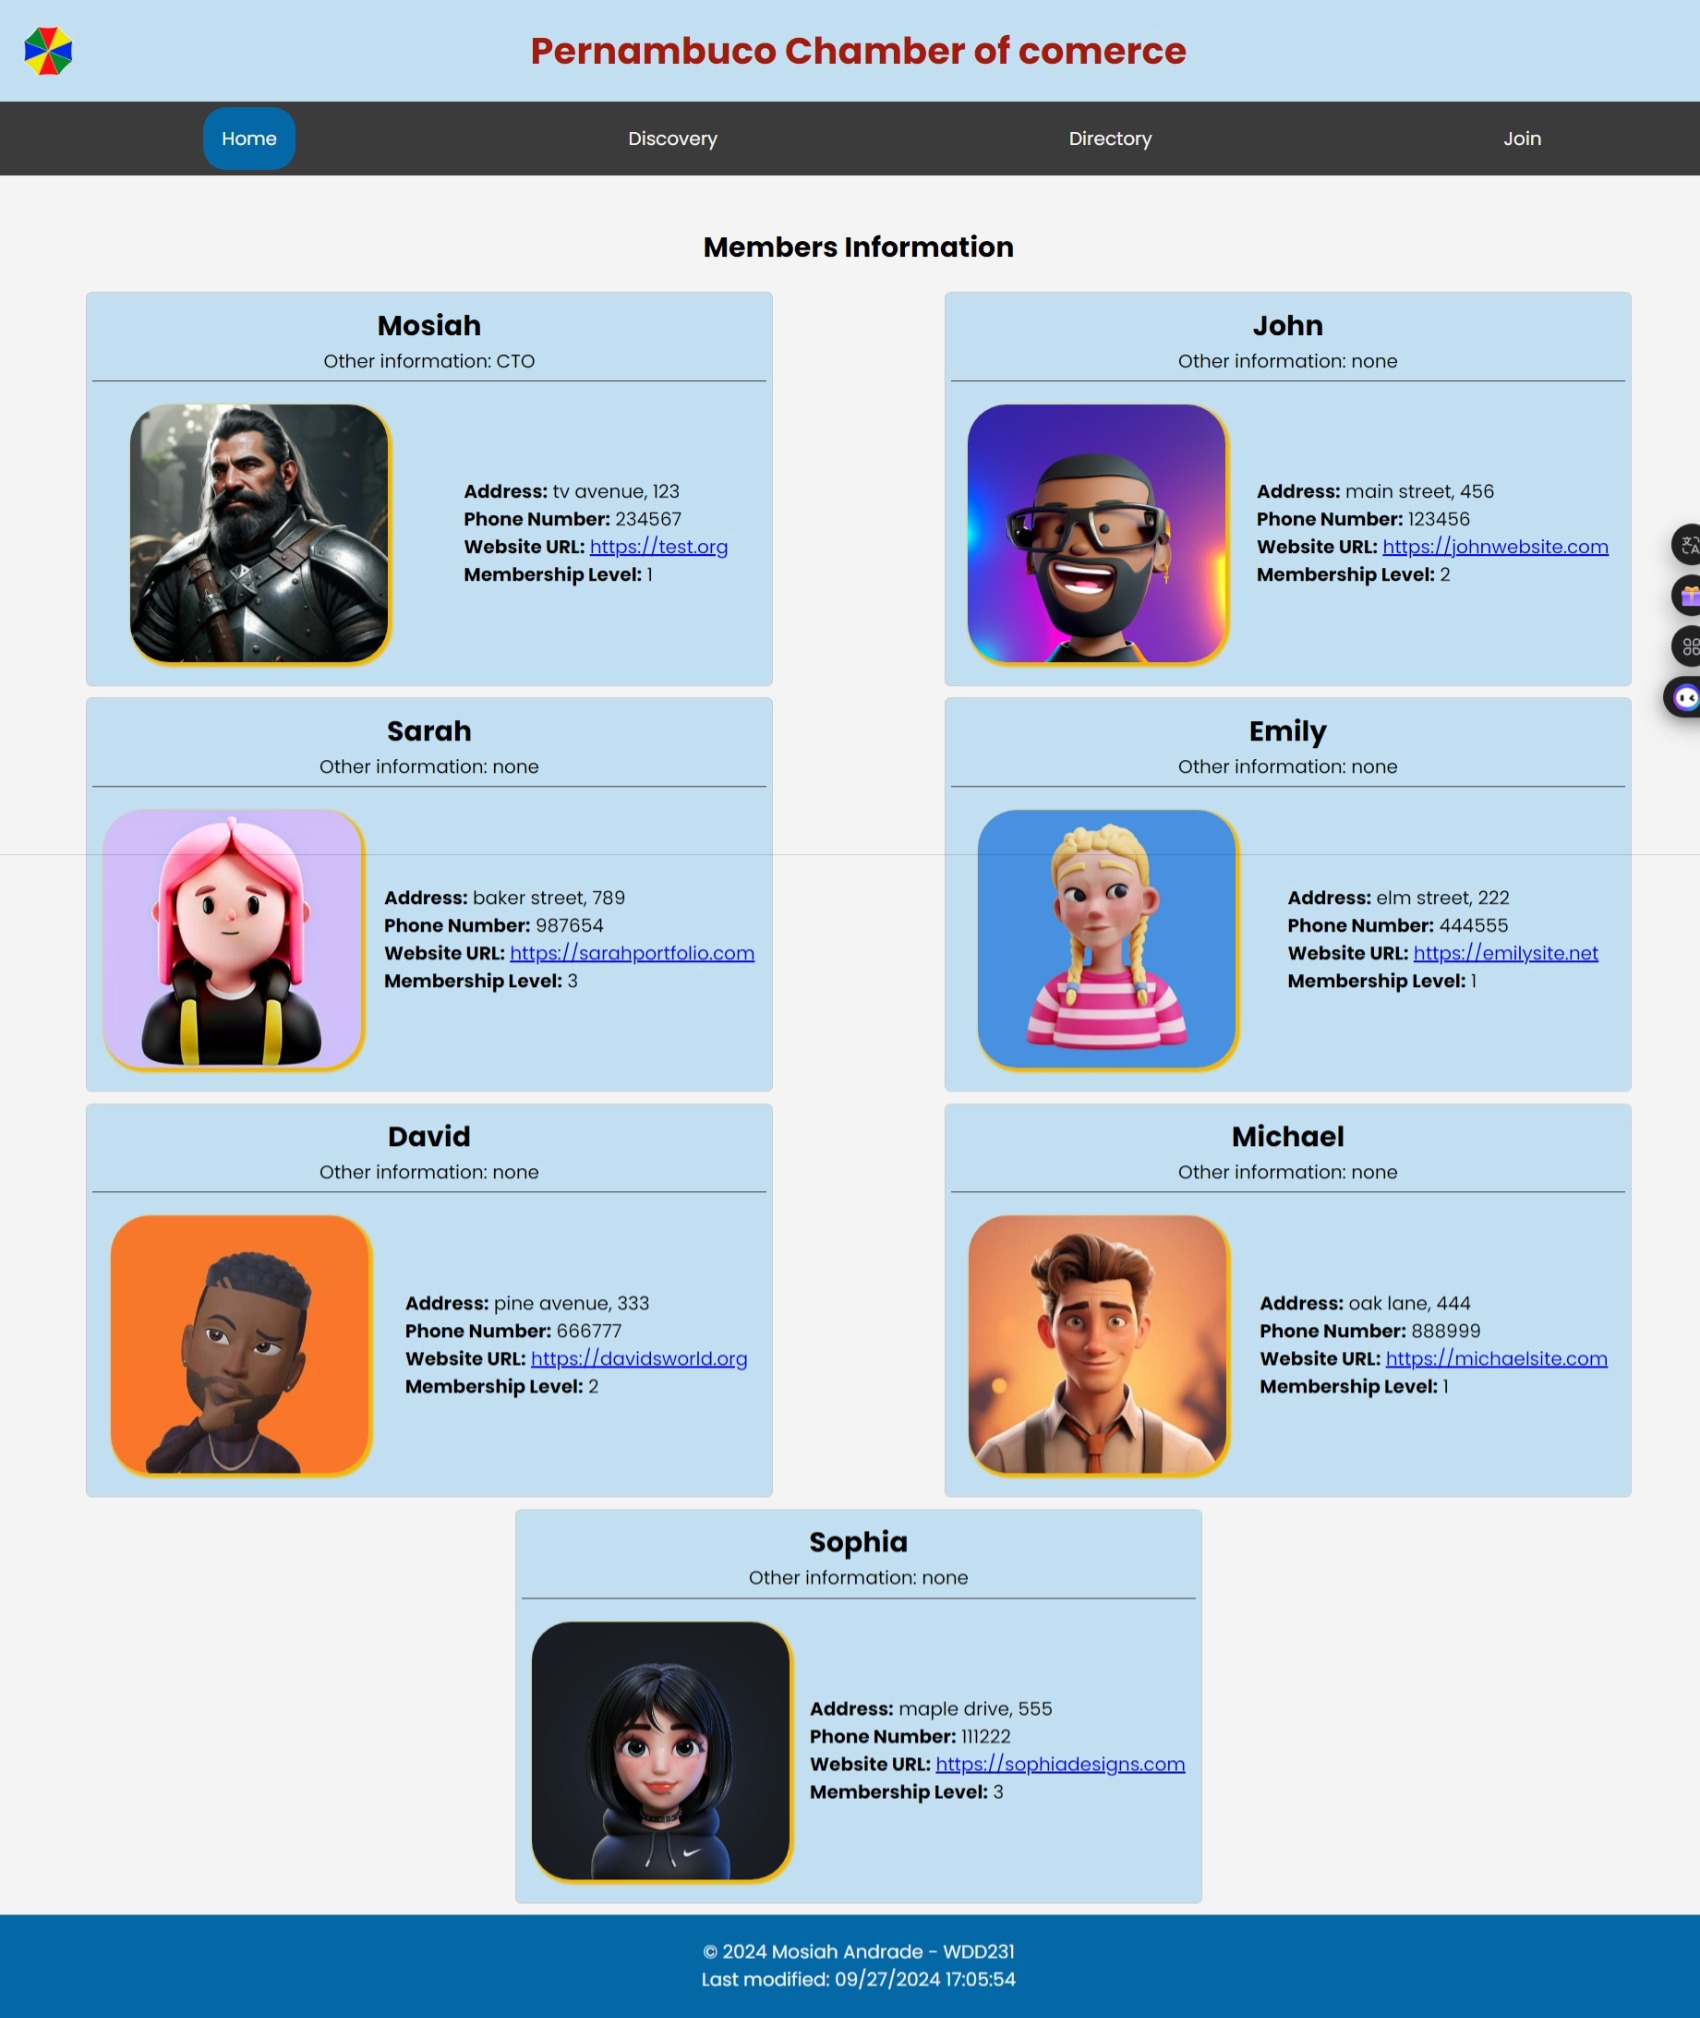 Pernambuco Chamber of comerce
Home
Discovery
Directory
Join
Members Information
Mosiah
Other information: CTO
Address: tv avenue, 123
Phone Number: 234567
Website URL: https://test.org
Membership Level: 1
John
Other information: none
Address: main street, 456
Phone Number: 123456
Website URL: https://johnwebsite.com
Membership Level: 2
Sarah
Other information: none
Address: baker street, 789
Phone Number: 987654
Website URL: https://sarahportfolio.com
Membership Level: 3
Emily
Other information: none
Address: elm street, 222
Phone Number: 444555
Website URL: https://emilysite.net
Membership Level: 1
David
Other information: none
Address: pine avenue, 333
Phone Number: 666777
Website URL: https://davidsworld.org
Membership Level: 2
Michael
Other information: none
Address: oak lane, 444
Phone Number: 888999
Website URL: https://michaelsite.com
Membership Level: 1
Sophia
Other information: none
Address: maple drive, 555
Phone Number: 111222
Website URL: https://sophiadesigns.com
Membership Level: 3
© 2024 Mosiah Andrade - WDD231
Last modified: 09/27/2024 17:05:54